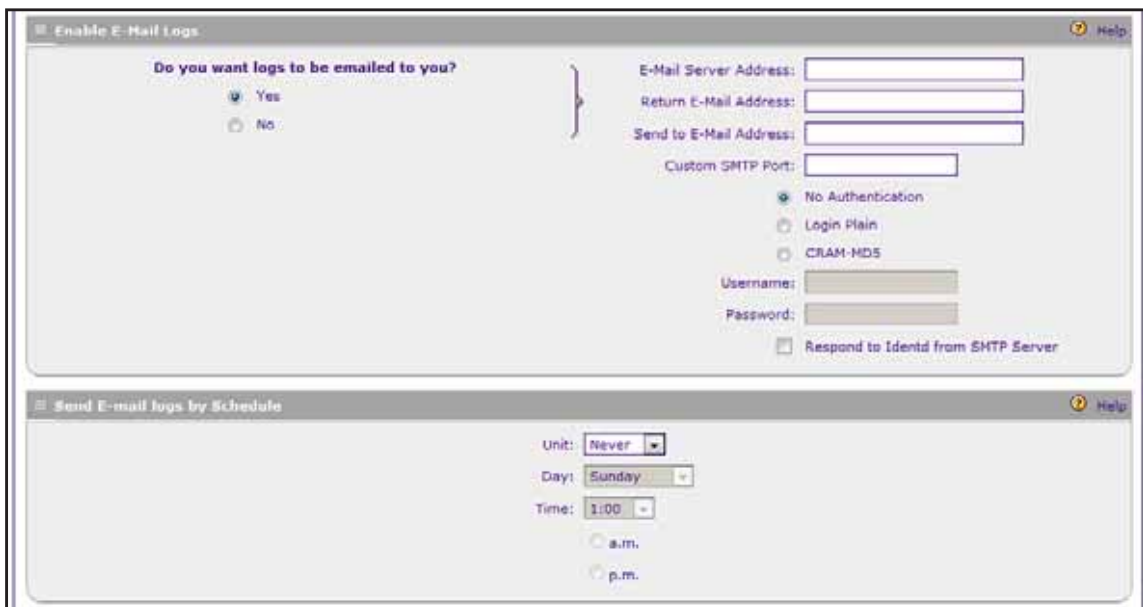 Enable E-Mail Logs
Help
Do you want logs to be emailed to you?
Yes
No
E-Mail Server Address:
Return E-Mail Address:
Send to E-Mail Address:
Custom SMTP Port:
No Authentication
Login Plain
CRAM-MD5
Username:
Password:
Respond to Identd from SMTP Server
Send E-mail logs by Schedule
Help
Unit: Never
Day: Sunday
Time: 1:00
a.m.
p.m.